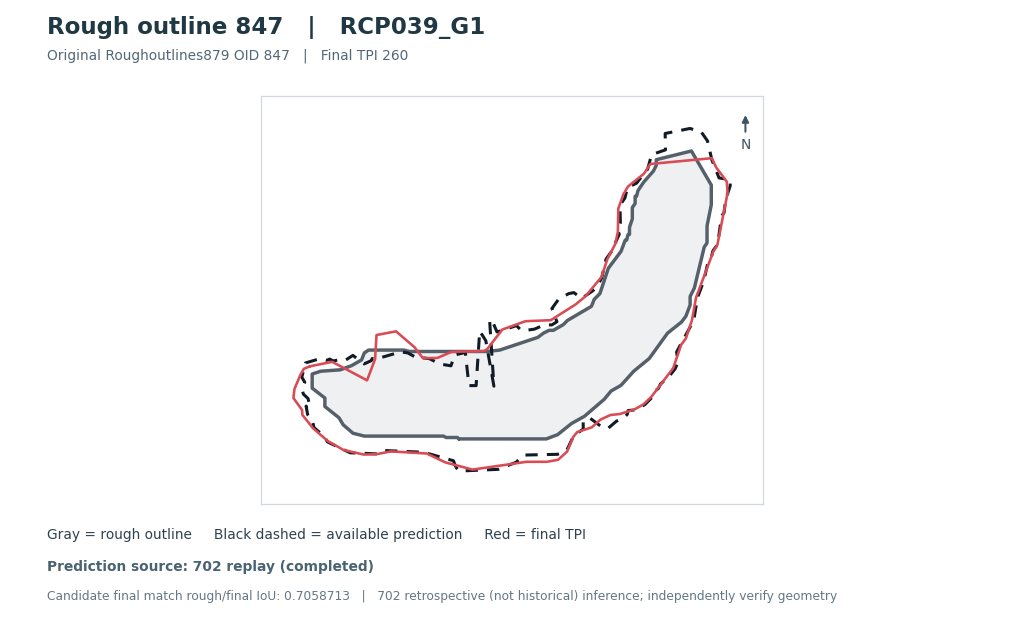 Rough outline 847   |   RCP039_G1
Original Roughoutlines879 OID 847   |   Final TPI 260
N
Gray = rough outline     Black dashed = available prediction     Red = final TPI
Prediction source: 702 replay (completed)
Candidate final match rough/final IoU: 0.7058713   |   702 retrospective (not historical) inference; independently verify geometry